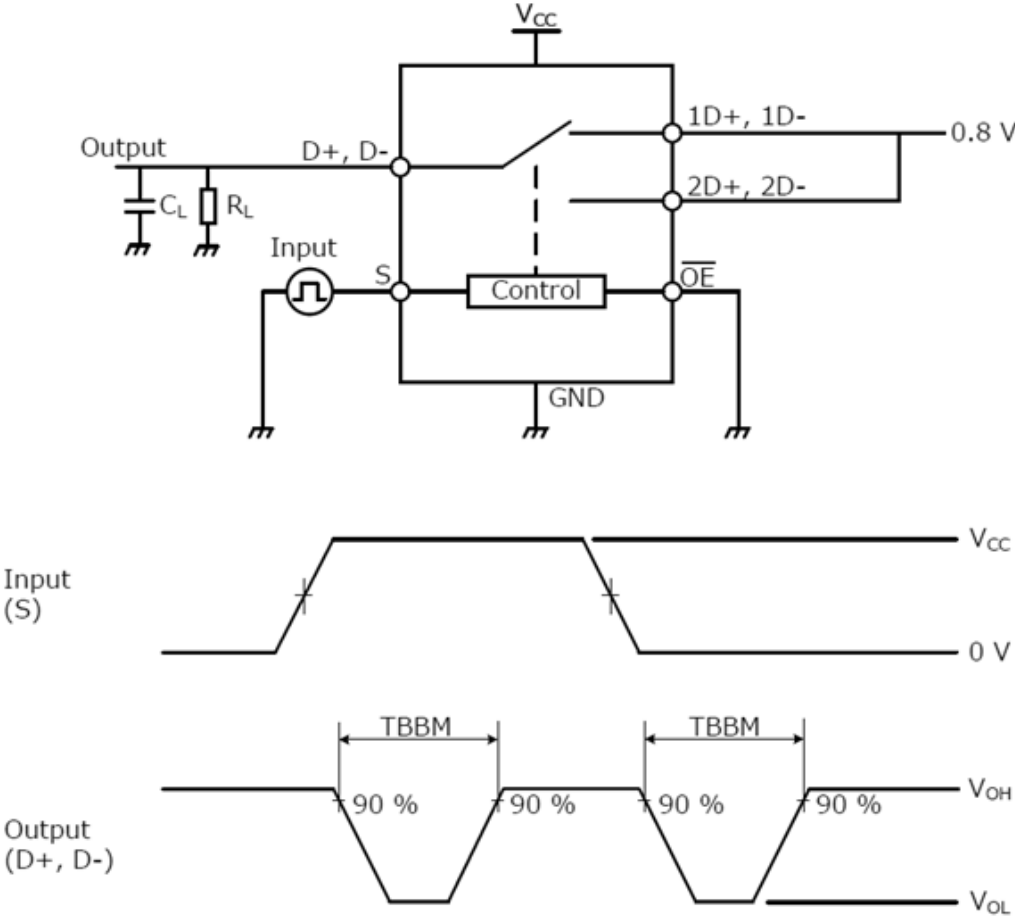 VCC
1D+, 1D-
0.8 V
Output
D+, D-
2D+, 2D-
CL
RL
Input
S
Control
O̅E̅
GND
VCC
Input
(S)
0 V
TBBM
TBBM
VOH
90 %
90 %
90 %
90 %
Output
(D+, D-)
VOL